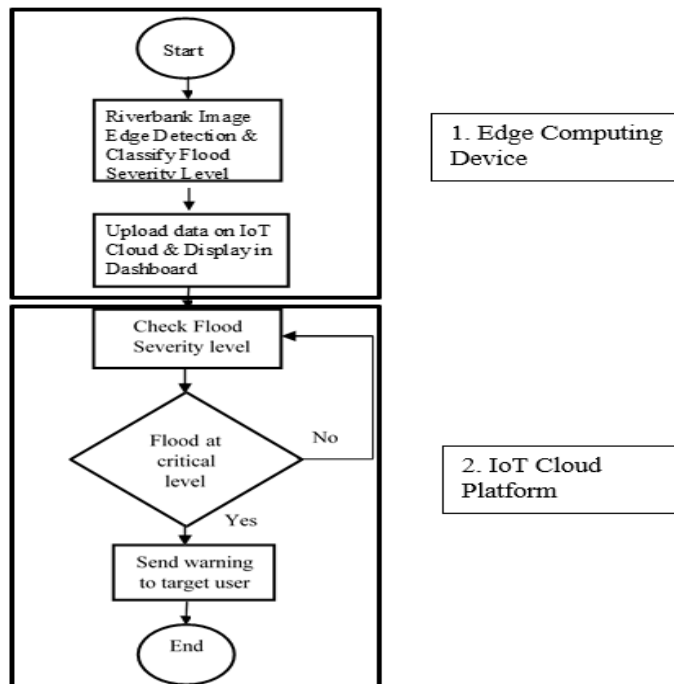 Start
Riverbank Image
Edge Detection &
Classify Flood
Severity Level
1. Edge Computing
Device
Upload data on IoT
Cloud & Display in
Dashboard
Check Flood
Severity level
Flood at
critical
level
No
2. IoT Cloud
Platform
Yes
Send warning
to target user
End